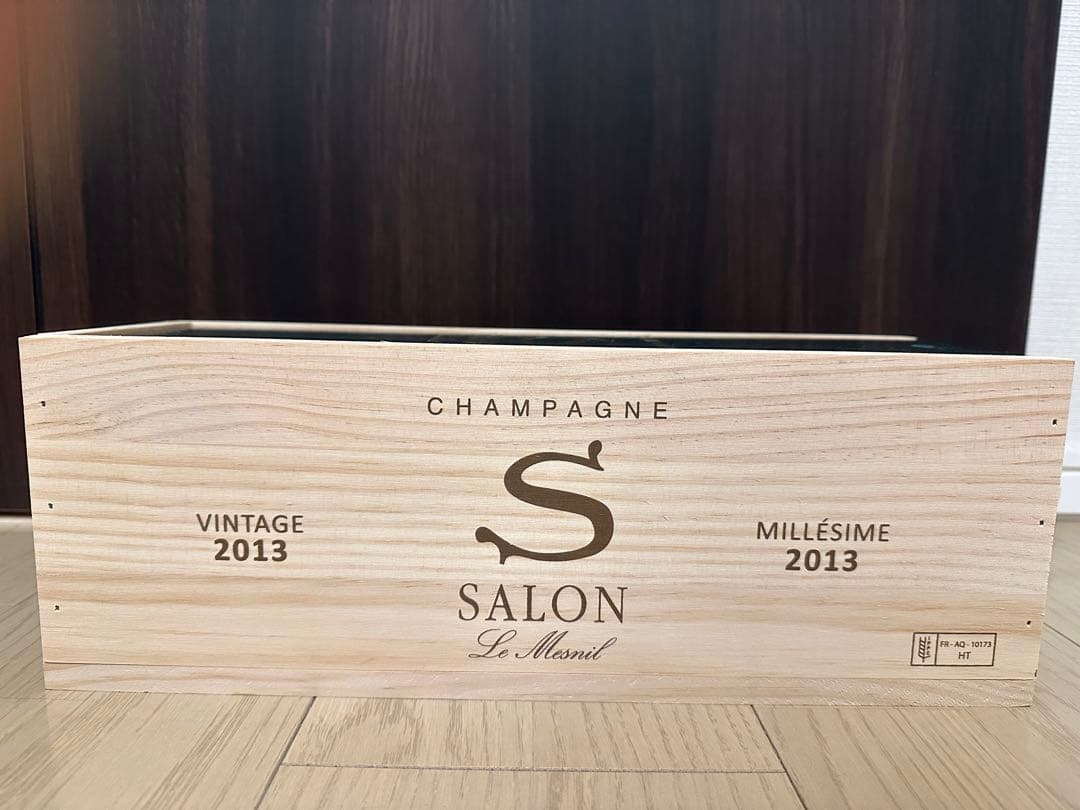 CHAMPAGNE
S
SALON
Le Mesnil
VINTAGE
2013
MILLÉSIME
2013
FR - AQ - 10173
HT